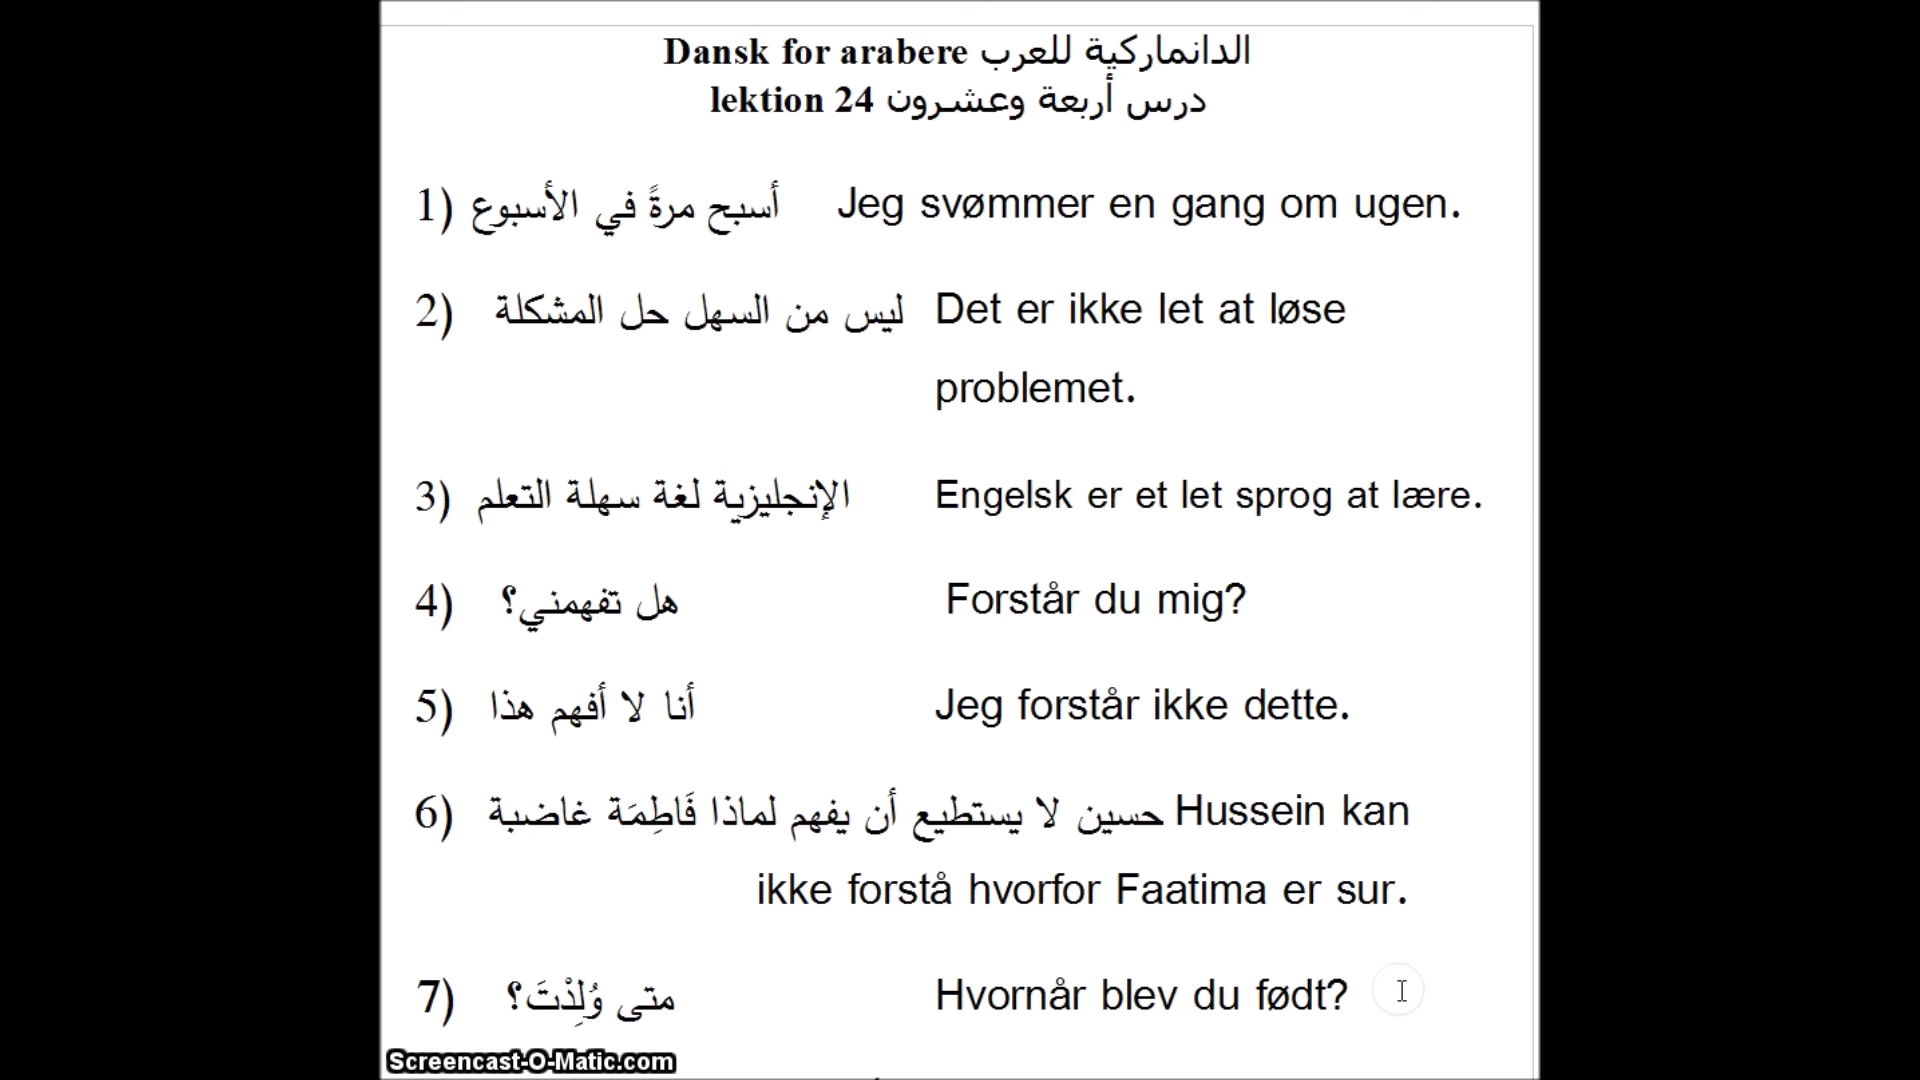 Dansk for arabere الدانماركية للعرب
lektion 24 درس أربعة وعشرون
1) أسبح مرةً في الأسبوع Jeg svømmer en gang om ugen.
2) ليس من السهل حل المشكلة Det er ikke let at løse
problemet.
3) الإنجليزية لغة سهلة التعلم Engelsk er et let sprog at lære.
4) هل تفهمني؟ Forstår du mig?
5) أنا لا أفهم هذا Jeg forstår ikke dette.
6) حسين لا يستطيع أن يفهم لماذا فَاطِمَة غاضبة Hussein kan
ikke forstå hvorfor Faatima er sur.
7) متى وُلِدْتَ؟ Hvornår blev du født?
Screencast-O-Matic.com